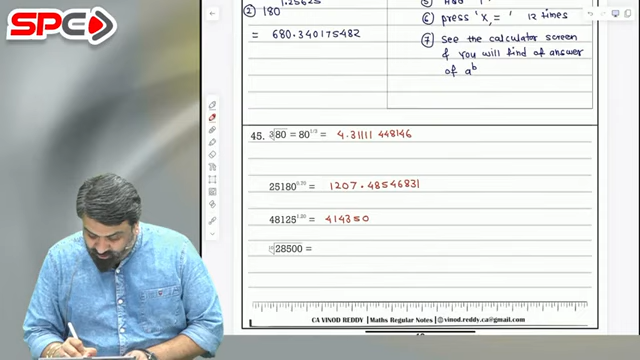 SPC
1.25625
② 180
= 680.340175482
⑥ press 'X, = ' 12 times
⑦ See the calculator screen
& you will find of answer
of aᵇ
45. 3√80 = 80^1/3 = 4.31111 448146
25180^0.70 = 1207.48546831
48125^1.20 = 414350
√28500 =
CA VINOD REDDY | Maths Regular Notes | vinod.reddy.ca@gmail.com